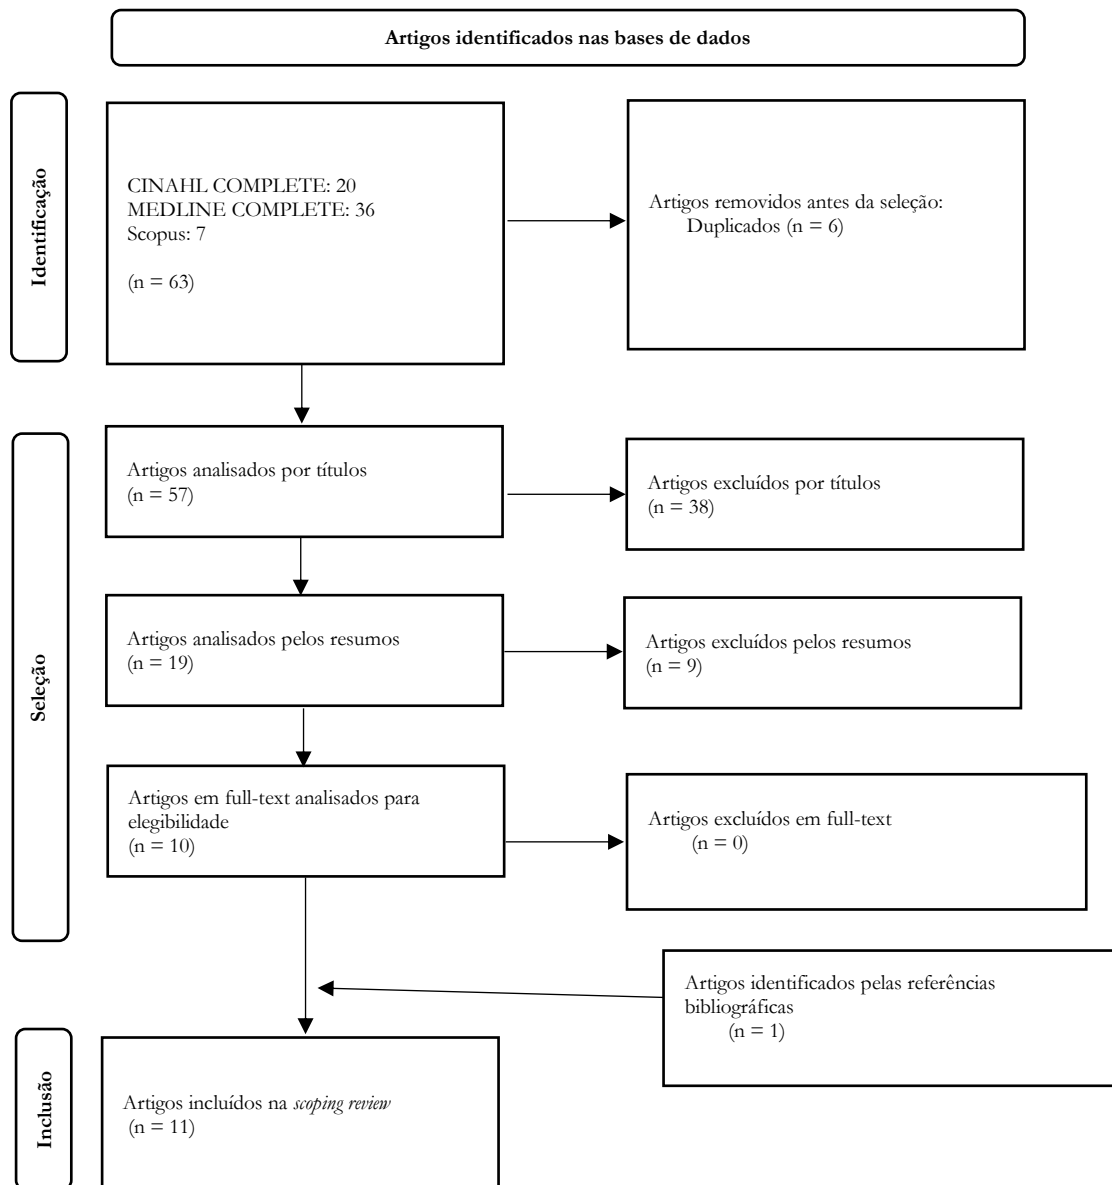 Artigos identificados nas bases de dados
Identificação
CINAHL COMPLETE: 20
MEDLINE COMPLETE: 36
Scopus: 7
(n = 63)
Artigos removidos antes da seleção:
Duplicados (n = 6)
Seleção
Artigos analisados por títulos
(n = 57)
Artigos excluídos por títulos
(n = 38)
Artigos analisados pelos resumos
(n = 19)
Artigos excluídos pelos resumos
(n = 9)
Artigos em full-text analisados para
elegibilidade
(n = 10)
Artigos excluídos em full-text
(n = 0)
Artigos identificados pelas referências
bibliográficas
(n = 1)
Inclusão
Artigos incluídos na scoping review
(n = 11)